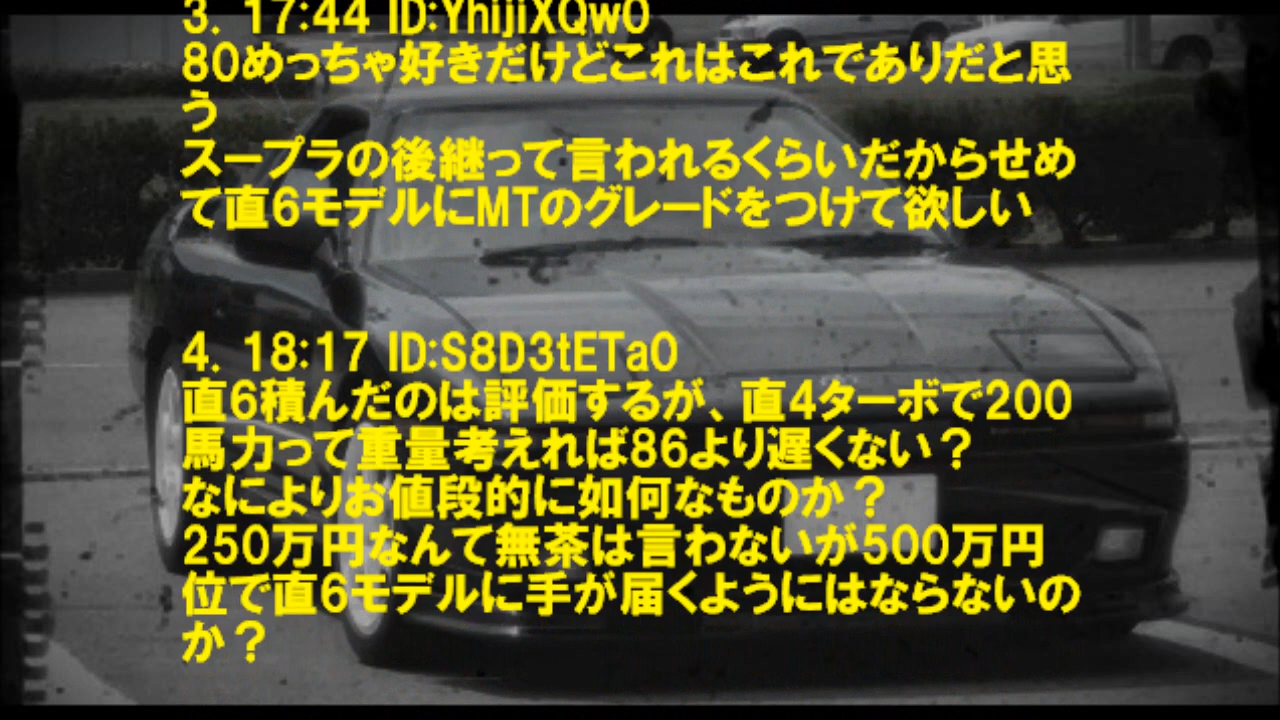 3. 17:44 ID:YhijiXQw0
80めっちゃ好きだけどこれはこれでありだと思
う
スープラの後継って言われるくらいだからせめ
て直6モデルにMTのグレードをつけて欲しい
4. 18:17 ID:S8D3tETa0
直6積んだのは評価するが、直4ターボで200
馬力って重量考えれば86より遅くない？
なによりお値段的に如何なものか？
250万円なんて無茶は言わないが500万円
位で直6モデルに手が届くようにはならないの
か？